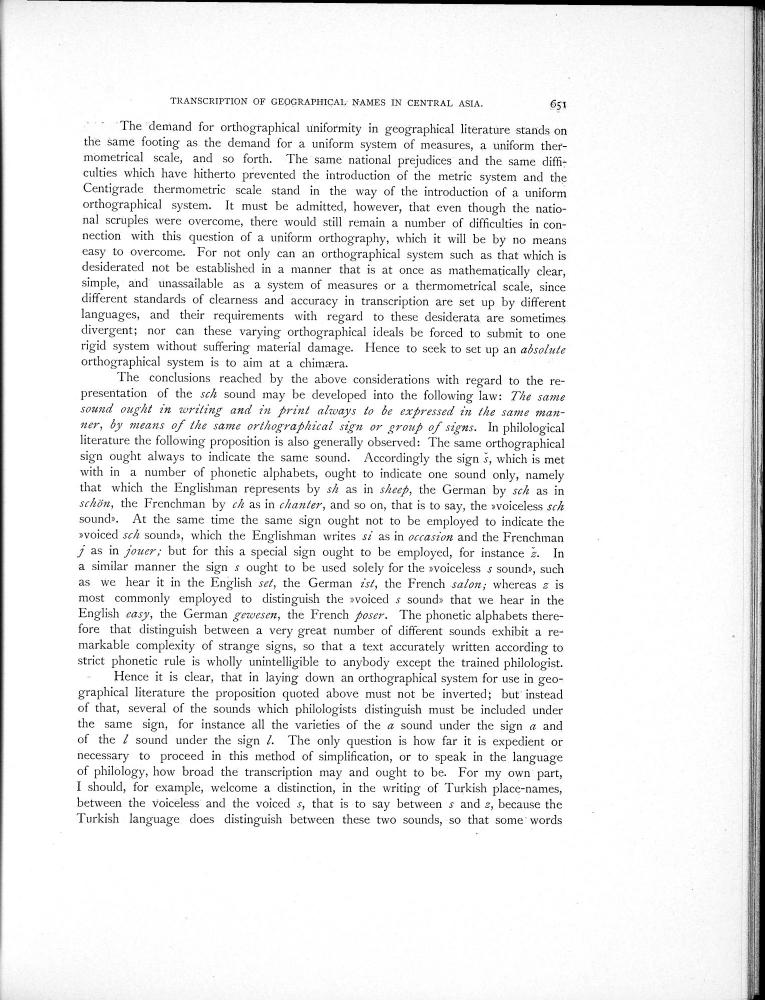 TRANSCRIPTION OF GEOGRAPHICAL NAMES IN CENTRAL ASIA. 651
The demand for orthographical uniformity in geographical literature stands on
the same footing as the demand for a uniform system of measures, a uniform ther-
mometrical scale, and so forth. The same national prejudices and the same diffi-
culties which have hitherto prevented the introduction of the metric system and the
Centigrade thermometric scale stand in the way of the introduction of a uniform
orthographical system. It must be admitted, however, that even though the natio-
nal scruples were overcome, there would still remain a number of difficulties in con-
nection with this question of a uniform orthography, which it will be by no means
easy to overcome. For not only can an orthographical system such as that which is
desiderated not be established in a manner that is at once as mathematically clear,
simple, and unassailable as a system of measures or a thermometrical scale, since
different standards of clearness and accuracy in transcription are set up by different
languages, and their requirements with regard to these desiderata are sometimes
divergent; nor can these varying orthographical ideals be forced to submit to one
rigid system without suffering material damage. Hence to seek to set up an absolute
orthographical system is to aim at a chimæra.
The conclusions reached by the above considerations with regard to the re-
presentation of the sch sound may be developed into the following law: The same
sound ought in writing and in print always to be expressed in the same man-
ner, by means of the same orthographical sign or group of signs. In philological
literature the following proposition is also generally observed: The same orthographical
sign ought always to indicate the same sound. Accordingly the sign š, which is met
with in a number of phonetic alphabets, ought to indicate one sound only, namely
that which the Englishman represents by sh as in sheep, the German by sch as in
schön, the Frenchman by ch as in chanter, and so on, that is to say, the »voiceless sch
sound». At the same time the same sign ought not to be employed to indicate the
»voiced sch sound», which the Englishman writes si as in occasion and the Frenchman
j as in jouer; but for this a special sign ought to be employed, for instance ž. In
a similar manner the sign s ought to be used solely for the »voiceless s sound», such
as we hear it in the English set, the German ist, the French salon; whereas z is
most commonly employed to distinguish the »voiced s sound» that we hear in the
English easy, the German gewesen, the French poser. The phonetic alphabets there-
fore that distinguish between a very great number of different sounds exhibit a re-
markable complexity of strange signs, so that a text accurately written according to
strict phonetic rule is wholly unintelligible to anybody except the trained philologist.
Hence it is clear, that in laying down an orthographical system for use in geo-
graphical literature the proposition quoted above must not be inverted; but instead
of that, several of the sounds which philologists distinguish must be included under
the same sign, for instance all the varieties of the a sound under the sign a and
of the l sound under the sign l. The only question is how far it is expedient or
necessary to proceed in this method of simplification, or to speak in the language
of philology, how broad the transcription may and ought to be. For my own part,
I should, for example, welcome a distinction, in the writing of Turkish place-names,
between the voiceless and the voiced s, that is to say between s and z, because the
Turkish language does distinguish between these two sounds, so that some words